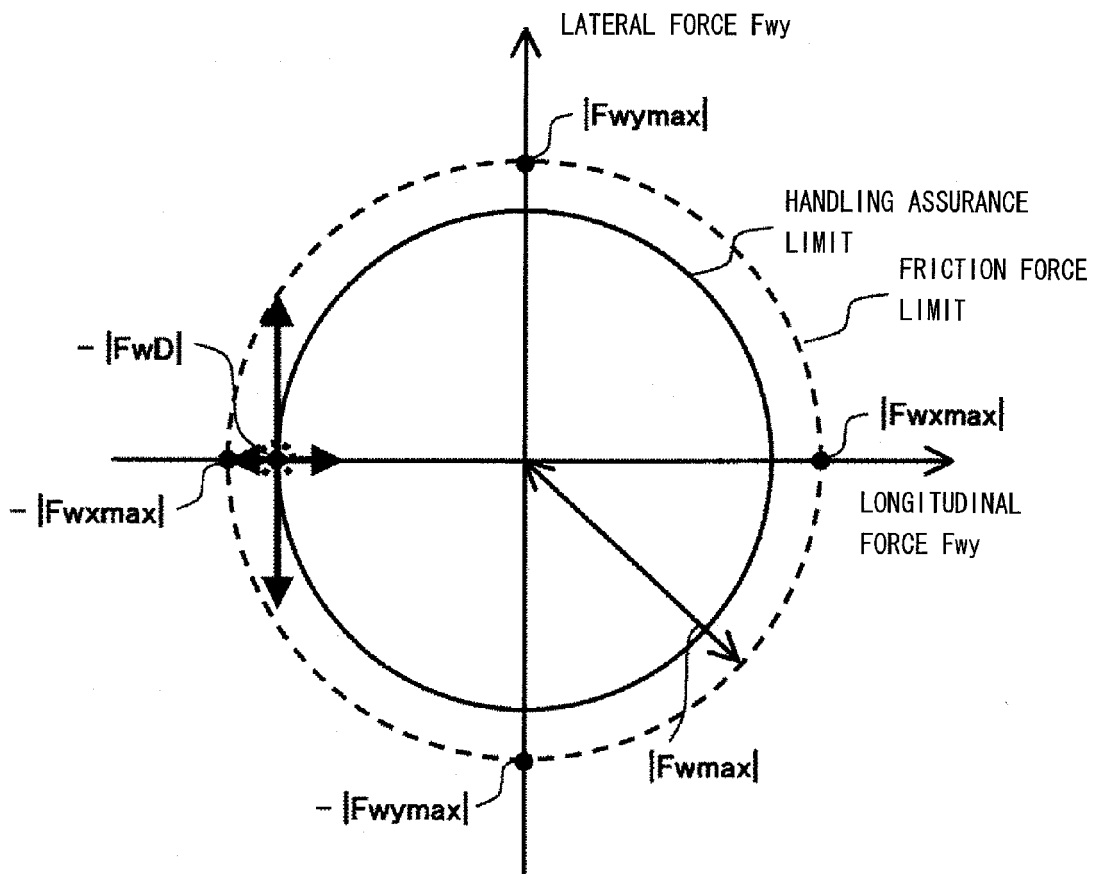 LATERAL FORCE Fwy
|Fwymax|
HANDLING ASSURANCE
LIMIT
FRICTION FORCE
LIMIT
- |FwD|
|Fwxmax|
- |Fwxmax|
LONGITUDINAL
FORCE Fwy
|Fwmax|
- |Fwymax|